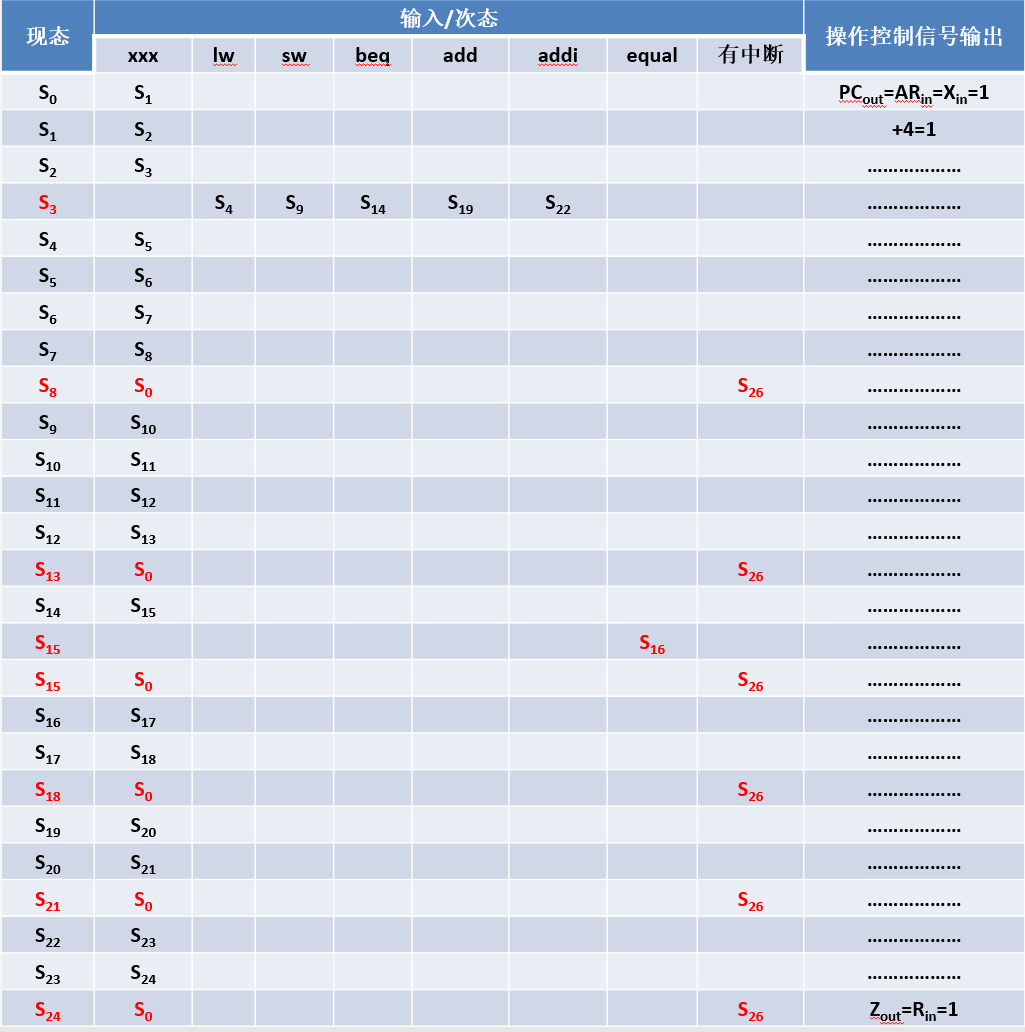 现态 输入/次态 操作控制信号输出
xxx lw sw beq add addi equal 有中断
S0 S1 PCout=ARin=Xin=1
S1 S2 +4=1
S2 S3 ………………
S3 S4 S9 S14 S19 S22 ………………
S4 S5 ………………
S5 S6 ………………
S6 S7 ………………
S7 S8 ………………
S8 S0 S26 ………………
S9 S10 ………………
S10 S11 ………………
S11 S12 ………………
S12 S13 ………………
S13 S0 S26 ………………
S14 S15 ………………
S15 S16 ………………
S15 S0 S26 ………………
S16 S17 ………………
S17 S18 ………………
S18 S0 S26 ………………
S19 S20 ………………
S20 S21 ………………
S21 S0 S26 ………………
S22 S23 ………………
S23 S24 ………………
S24 S0 S26 Zout=Rin=1